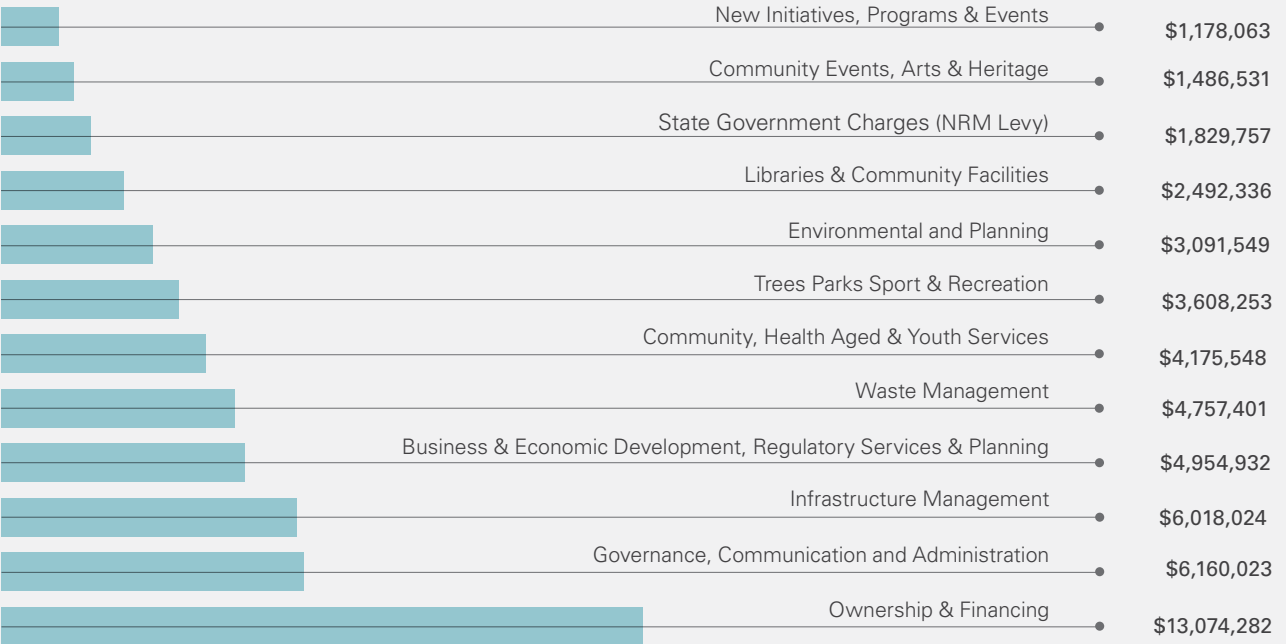 New Initiatives, Programs & Events $1,178,063
Community Events, Arts & Heritage $1,486,531
State Government Charges (NRM Levy) $1,829,757
Libraries & Community Facilities $2,492,336
Environmental and Planning $3,091,549
Trees Parks Sport & Recreation $3,608,253
Community, Health Aged & Youth Services $4,175,548
Waste Management $4,757,401
Business & Economic Development, Regulatory Services & Planning $4,954,932
Infrastructure Management $6,018,024
Governance, Communication and Administration $6,160,023
Ownership & Financing $13,074,282